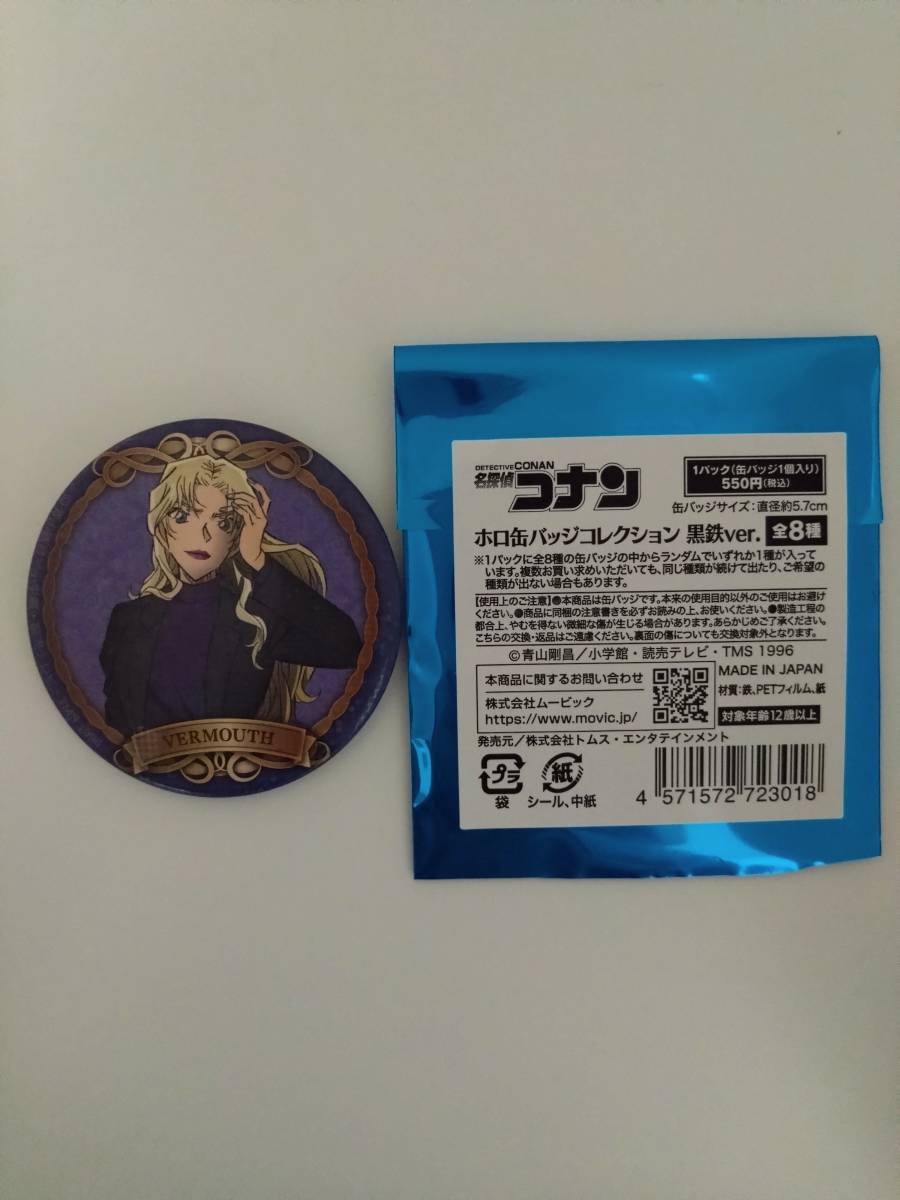 VERMOUTH
DETECTIVE CONAN
名探偵
コナン
1パック(缶バッジ1個入り)
550円(税込)
缶バッジサイズ:直径約5.7cm
ホロ缶バッジコレクション 黒鉄ver. 全8種
※1パックに全8種の缶バッジの中からランダムでいずれか1種が入って
います。複数お買い求めいただいても、同じ種類が続けて出たり、ご希望の
種類が出ない場合もあります。
【使用上のご注意】●本商品は缶バッジです。本来の使用目的以外のご使用はお避け
ください。●商品に同梱の注意書きを必ずお読みの上、お使いください。●製造工程の
都合上、やむを得ない微細な傷が生じる場合があります。あらかじめご了承ください。
こちらの交換・返品はご遠慮ください。裏面の傷についても交換対象外となります。
©青山剛昌/小学館・読売テレビ・TMS 1996
本商品に関するお問い合わせ
株式会社ムービック
https://www.movic.jp/
MADE IN JAPAN
材質:鉄、PETフィルム、紙
対象年齢12歳以上
発売元/株式会社トムス・エンタテインメント
プラ
袋
紙
シール、中紙
4 571572 723018